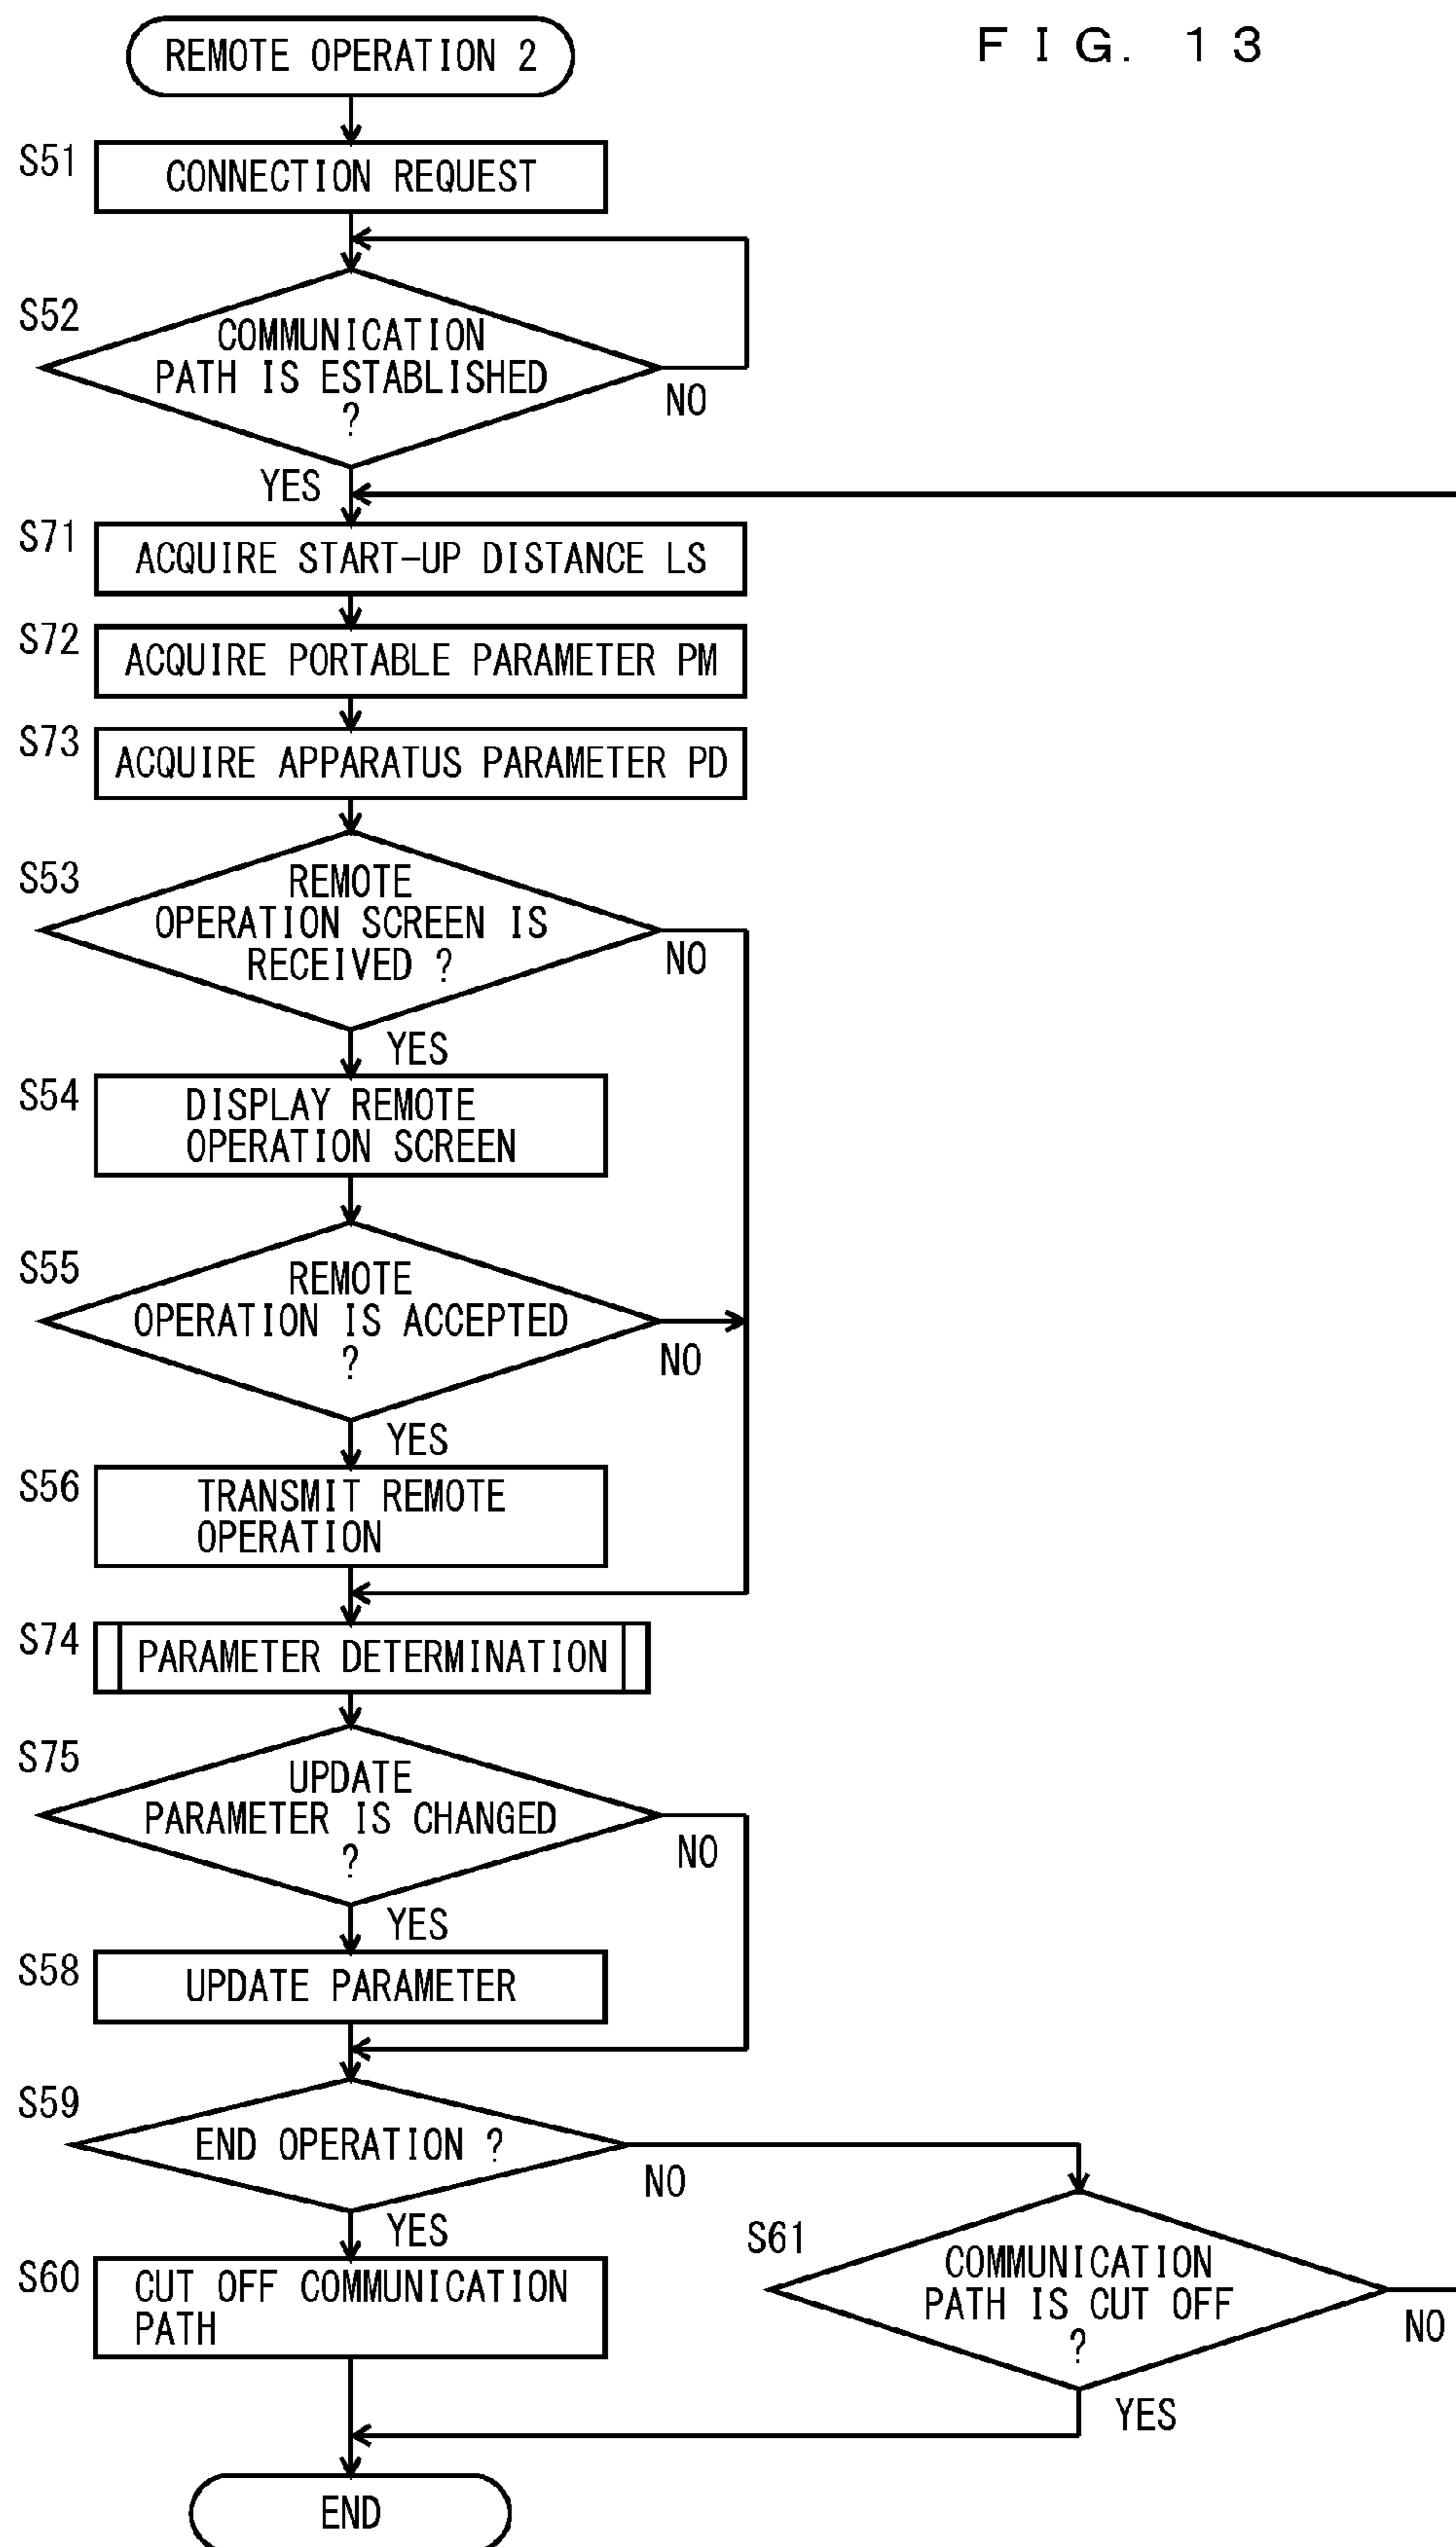 REMOTE OPERATION 2
FIG. 13
S51
CONNECTION REQUEST
S52
COMMUNICATION
PATH IS ESTABLISHED
?
NO
YES
S71
ACQUIRE START-UP DISTANCE LS
S72
ACQUIRE PORTABLE PARAMETER PM
S73
ACQUIRE APPARATUS PARAMETER PD
S53
REMOTE
OPERATION SCREEN IS
RECEIVED ?
NO
YES
S54
DISPLAY REMOTE
OPERATION SCREEN
S55
REMOTE
OPERATION IS ACCEPTED
?
NO
YES
S56
TRANSMIT REMOTE
OPERATION
S74
PARAMETER DETERMINATION
S75
UPDATE
PARAMETER IS CHANGED
?
NO
YES
S58
UPDATE PARAMETER
S59
END OPERATION ?
NO
YES
S60
CUT OFF COMMUNICATION
PATH
S61
COMMUNICATION
PATH IS CUT OFF
?
NO
YES
END